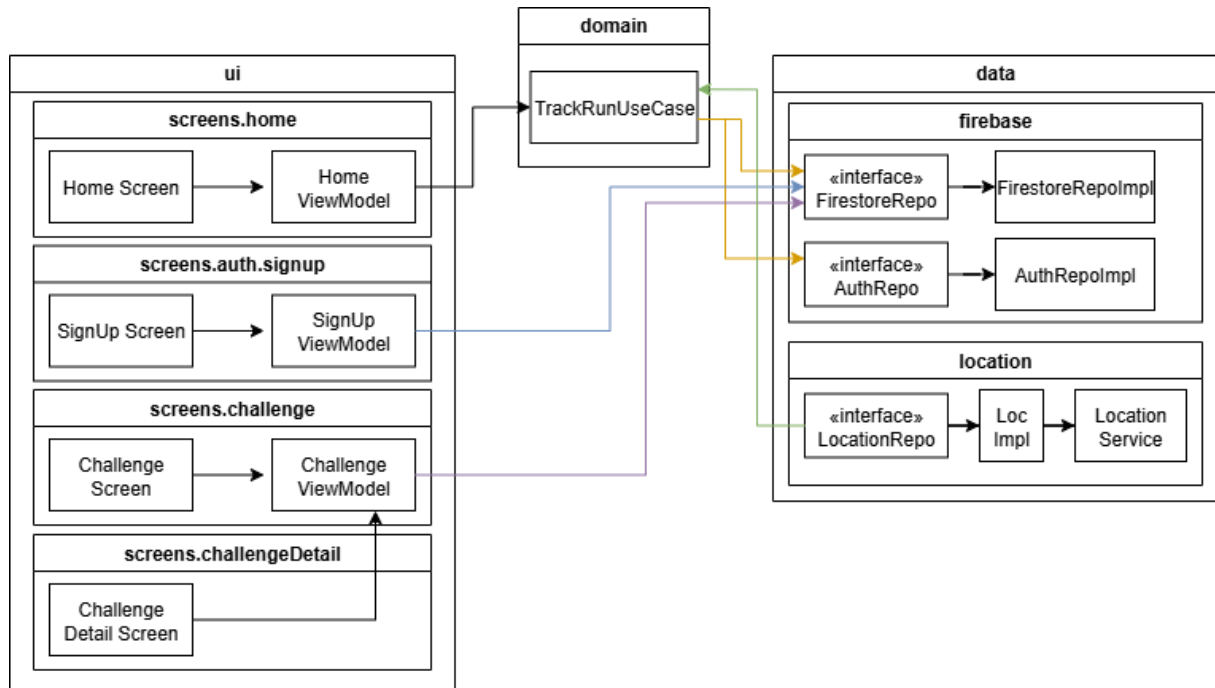 ui
screens.home
Home Screen
Home
ViewModel
screens.auth.signup
SignUp Screen
SignUp
ViewModel
screens.challenge
Challenge
Screen
Challenge
ViewModel
screens.challengeDetail
Challenge
Detail Screen
domain
TrackRunUseCase
data
firebase
«interface»
FirestoreRepo
FirestoreRepoImpl
«interface»
AuthRepo
AuthRepoImpl
location
«interface»
LocationRepo
Loc
Impl
Location
Service